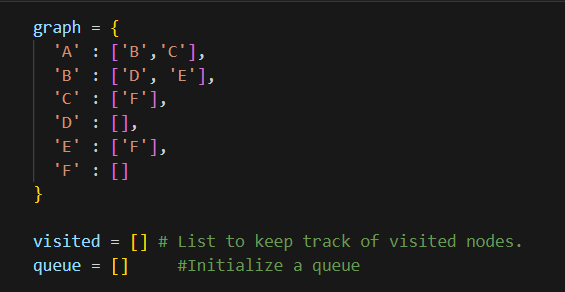 graph = {
  'A' : ['B','C'],
  'B' : ['D', 'E'],
  'C' : ['F'],
  'D' : [],
  'E' : ['F'],
  'F' : []
}
visited = [] # List to keep track of visited nodes.
queue = []     #Initialize a queue